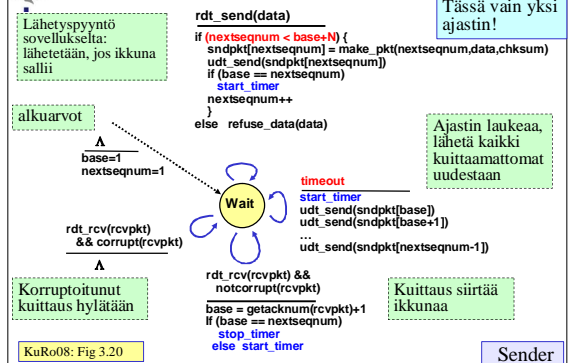 Lähetyspyyntö
sovellukselta:
lähetetään, jos ikkuna
sallii
rdt_send(data)
Tässä vain yksi
ajastin!
if (nextseqnum < base+N) {
sndpkt[nextseqnum] = make_pkt(nextseqnum,data,chksum)
udt_send(sndpkt[nextseqnum])
if (base == nextseqnum)
start_timer
nextseqnum++
}
else refuse_data(data)
alkuarvot
Λ
base=1
nextseqnum=1
Ajastin laukeaa,
lähetä kaikki
kuittaamattomat
uudestaan
Wait
timeout
start_timer
udt_send(sndpkt[base])
udt_send(sndpkt[base+1])
…
udt_send(sndpkt[nextseqnum-1])
rdt_rcv(rcvpkt)
&& corrupt(rcvpkt)
Λ
Korruptoitunut
kuittaus hylätään
rdt_rcv(rcvpkt) &&
notcorrupt(rcvpkt)
base = getacknum(rcvpkt)+1
If (base == nextseqnum)
stop_timer
else start_timer
Kuittaus siirtää
ikkunaa
KuRo08: Fig 3.20
Sender